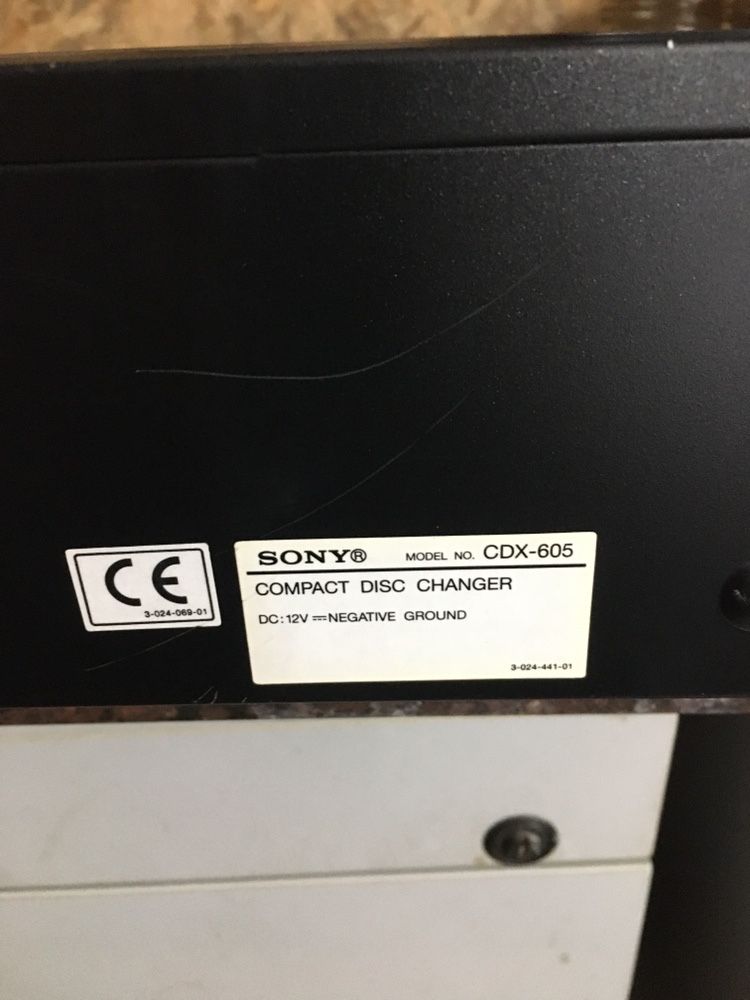 CE
3-024-069-01
SONY® MODEL NO. CDX-605
COMPACT DISC CHANGER
DC:12V ⎓NEGATIVE GROUND
3-024-441-01